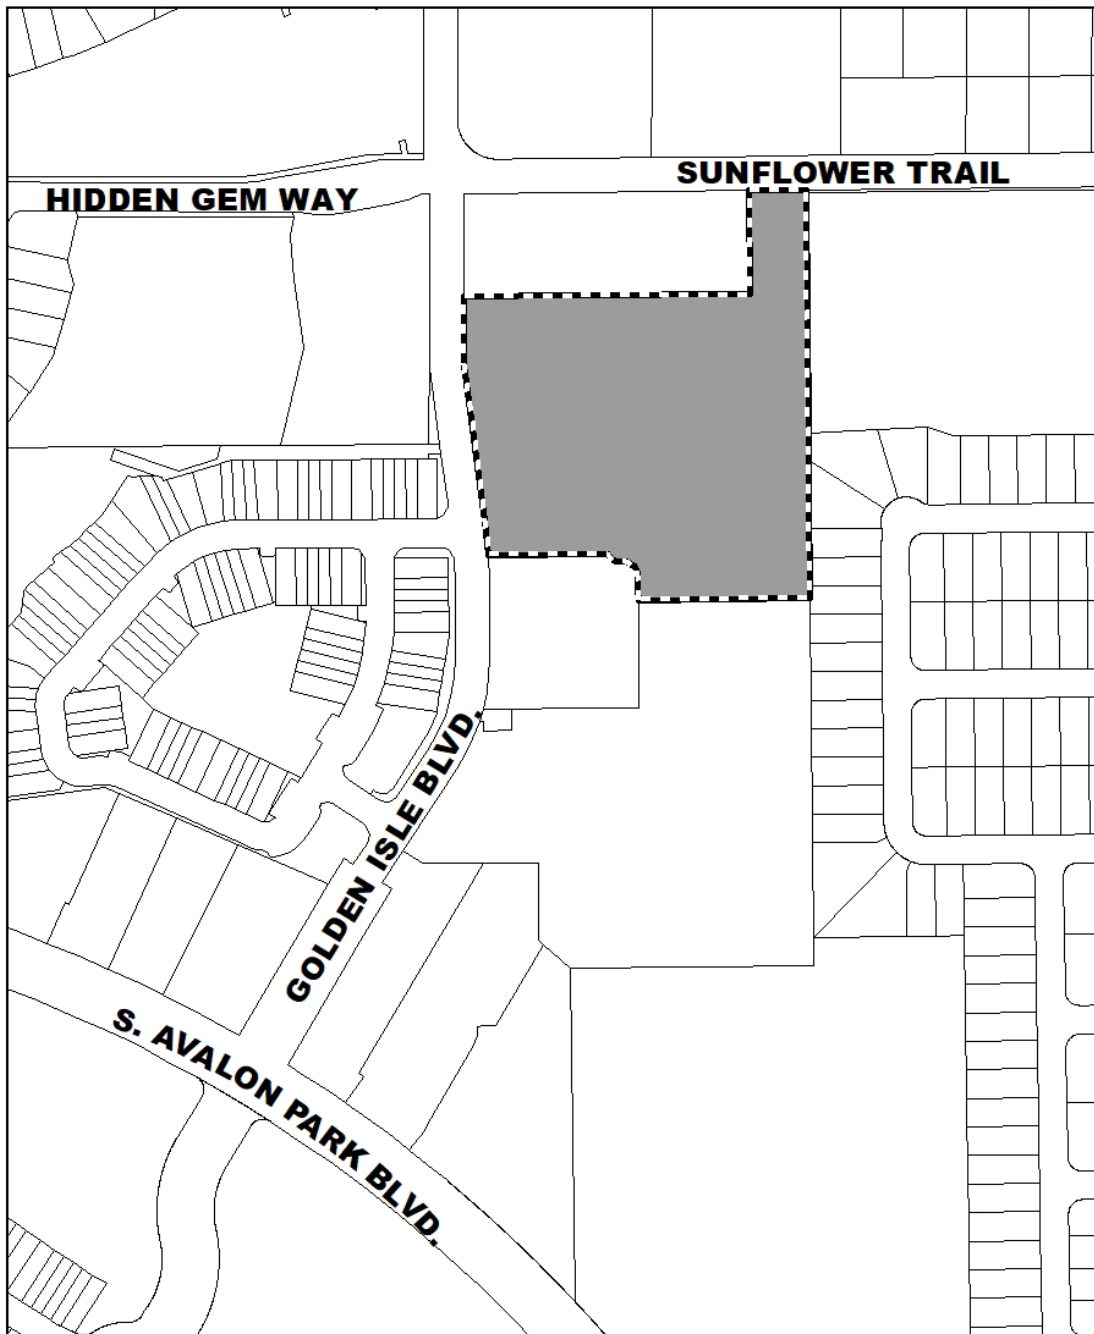 SUNFLOWER TRAIL
HIDDEN GEM WAY
GOLDEN ISLE BLVD.
S. AVALON PARK BLVD.